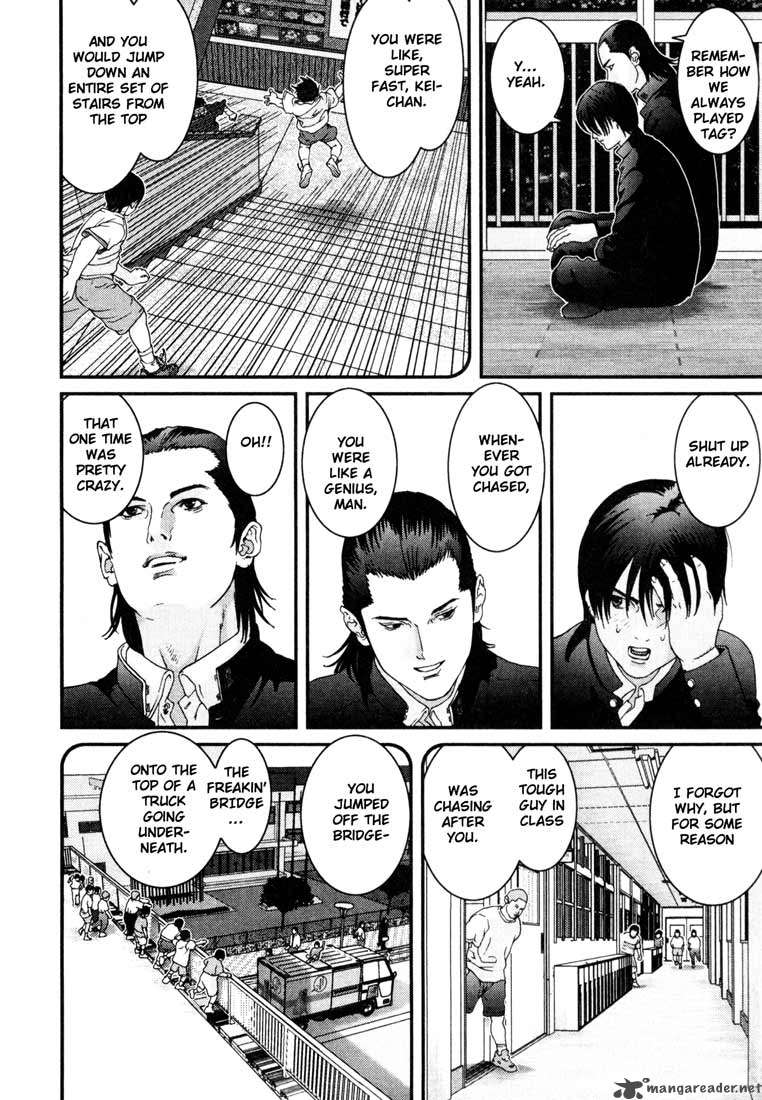 REMEM-
BER HOW
WE
ALWAYS
PLAYED
TAG?
Y...
YEAH.
YOU WERE
LIKE,
SUPER
FAST, KEI-
CHAN.
AND YOU
WOULD JUMP
DOWN AN
ENTIRE SET OF
STAIRS FROM
THE TOP
SHUT UP
ALREADY.
WHEN-
EVER
YOU GOT
CHASED,
YOU
WERE
LIKE A
GENIUS,
MAN.
OH!!
THAT
ONE TIME
WAS
PRETTY
CRAZY.
I FORGOT
WHY, BUT
FOR SOME
REASON
THIS
TOUGH
GUY IN
CLASS
WAS
CHASING
AFTER
YOU.
YOU
JUMPED
OFF THE
BRIDGE-
THE
FREAKIN'
BRIDGE
...
ONTO THE
TOP OF A
TRUCK
GOING
UNDER-
NEATH.
mangareader.net